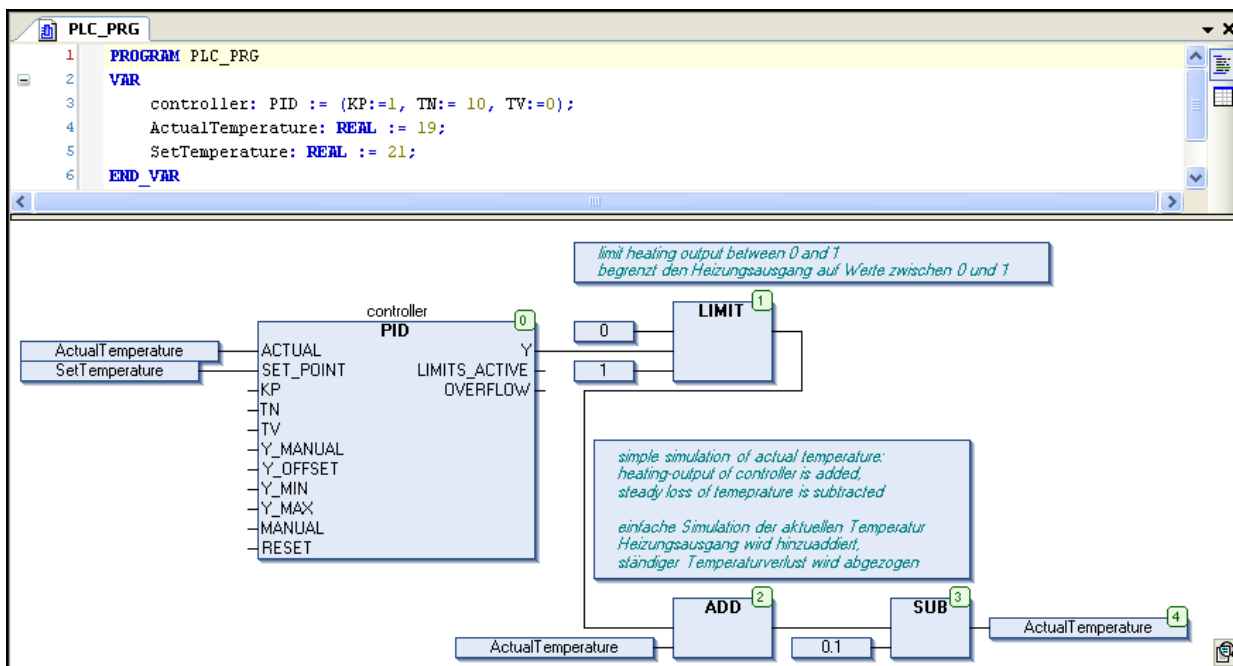 PLC_PRG
1 PROGRAM PLC_PRG
2 VAR
3 controller: PID := (KP:=1, TN:= 10, TV:=0);
4 ActualTemperature: REAL := 19;
5 SetTemperature: REAL := 21;
6 END_VAR
limit heating output between 0 and 1
begrenzt den Heizungsausgang auf Werte zwischen 0 und 1
controller
PID
0
ActualTemperature
SetTemperature
ACTUAL
SET_POINT
KP
TN
TV
Y_MANUAL
Y_OFFSET
Y_MIN
Y_MAX
MANUAL
RESET
Y
LIMITS_ACTIVE
OVERFLOW
0
1
LIMIT
1
simple simulation of actual temperature:
heating-output of controller is added,
steady loss of temeprature is subtracted
einfache Simulation der aktuellen Temperatur
Heizungsausgang wird hinzuaddiert,
ständiger Temperaturverlust wird abgezogen
ActualTemperature
ADD
2
0.1
SUB
3
ActualTemperature
4